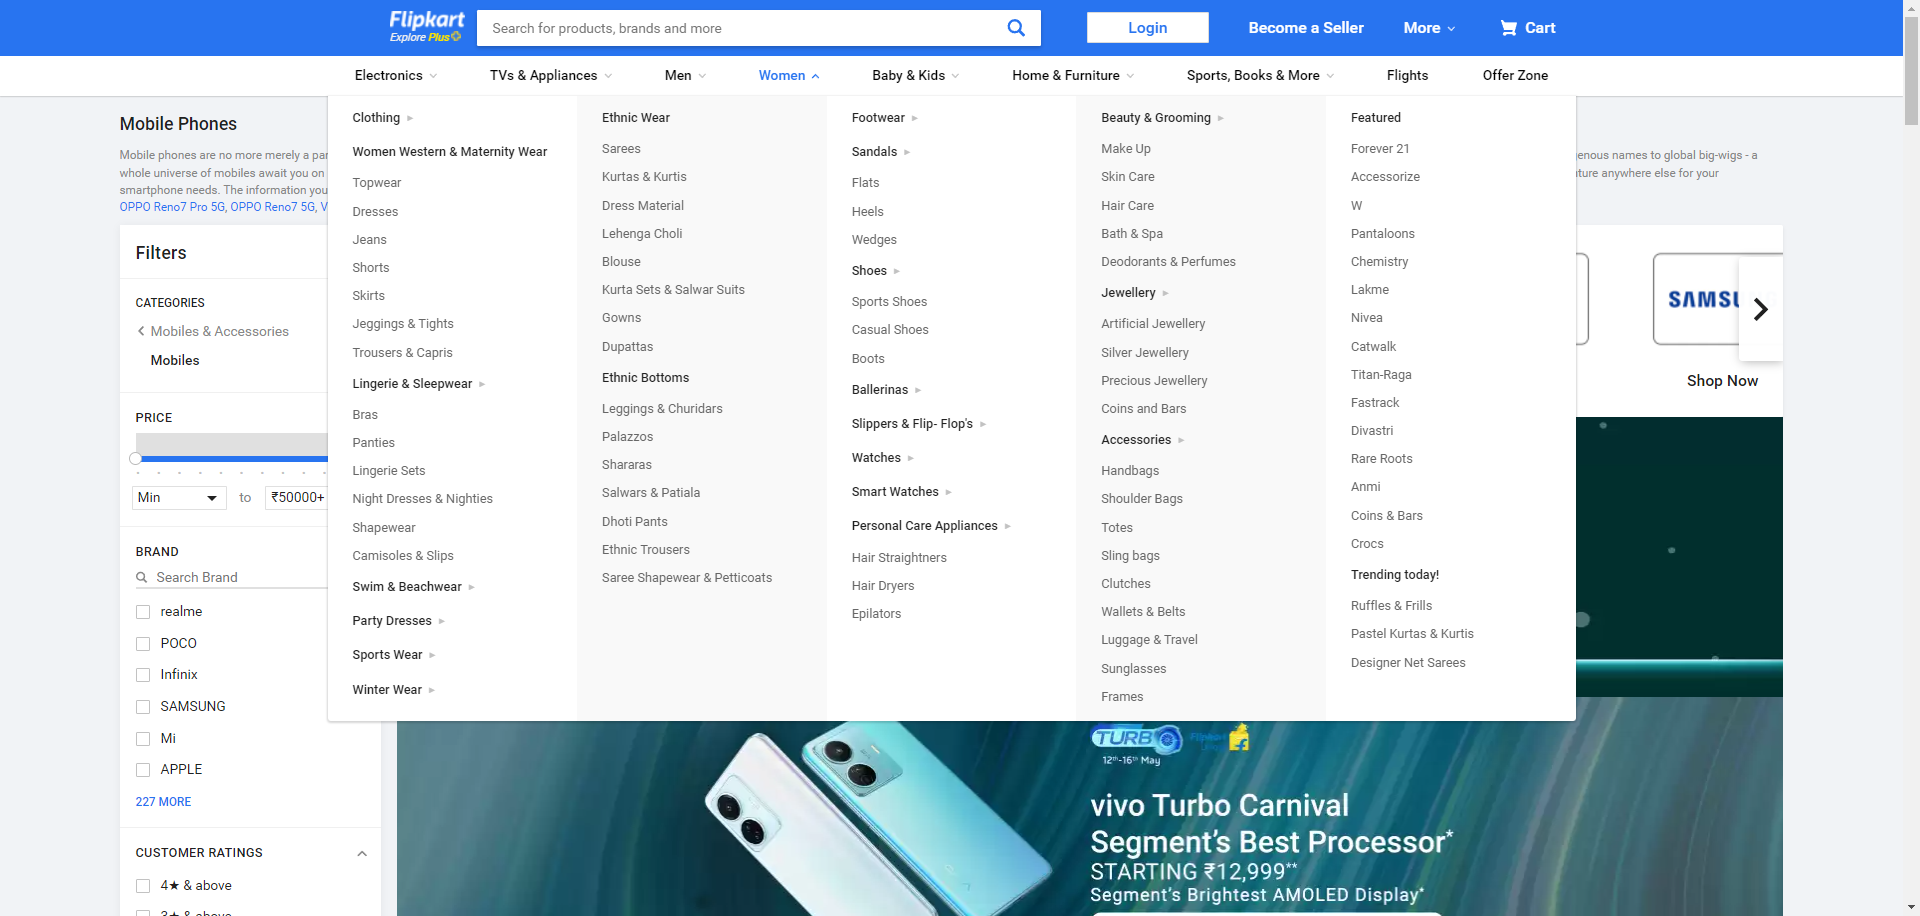 Flipkart
Explore Plus
Search for products, brands and more
Login
Become a Seller
More
Cart
Electronics
TVs & Appliances
Men
Women
Baby & Kids
Home & Furniture
Sports, Books & More
Flights
Offer Zone
Mobile Phones
Mobile phones are no more merely a
whole universe of mobiles await you on
smartphone needs. The information you
OPPO Reno7 Pro 5G, OPPO Reno7 5G,
names to global big-wigs - a
anywhere else for your
Filters
CATEGORIES
Mobiles & Accessories
Mobiles
PRICE
Min
to
₹50000+
BRAND
Search Brand
realme
POCO
Infinix
SAMSUNG
Mi
APPLE
227 MORE
CUSTOMER RATINGS
4★ & above
3★ & above
Clothing
Women Western & Maternity Wear
Topwear
Dresses
Jeans
Shorts
Skirts
Jeggings & Tights
Trousers & Capris
Lingerie & Sleepwear
Bras
Panties
Lingerie Sets
Night Dresses & Nighties
Shapewear
Camisoles & Slips
Swim & Beachwear
Party Dresses
Sports Wear
Winter Wear
Ethnic Wear
Sarees
Kurtas & Kurtis
Dress Material
Lehenga Choli
Blouse
Kurta Sets & Salwar Suits
Gowns
Dupattas
Ethnic Bottoms
Leggings & Churidars
Palazzos
Shararas
Salwars & Patiala
Dhoti Pants
Ethnic Trousers
Saree Shapewear & Petticoats
Footwear
Sandals
Flats
Heels
Wedges
Shoes
Sports Shoes
Casual Shoes
Boots
Ballerinas
Slippers & Flip- Flop's
Watches
Smart Watches
Personal Care Appliances
Hair Straightners
Hair Dryers
Epilators
Beauty & Grooming
Make Up
Skin Care
Hair Care
Bath & Spa
Deodorants & Perfumes
Jewellery
Artificial Jewellery
Silver Jewellery
Precious Jewellery
Coins and Bars
Accessories
Handbags
Shoulder Bags
Totes
Sling bags
Clutches
Wallets & Belts
Luggage & Travel
Sunglasses
Frames
Featured
Forever 21
Accessorize
W
Pantaloons
Chemistry
Lakme
Nivea
Catwalk
Titan-Raga
Fastrack
Divastri
Rare Roots
Anmi
Coins & Bars
Crocs
Trending today!
Ruffles & Frills
Pastel Kurtas & Kurtis
Designer Net Sarees
Shop Now
TURBO
Flipkart
12th-16th May
vivo Turbo Carnival
Segment's Best Processor*
STARTING ₹12,999**
Segment's Brightest AMOLED Display*